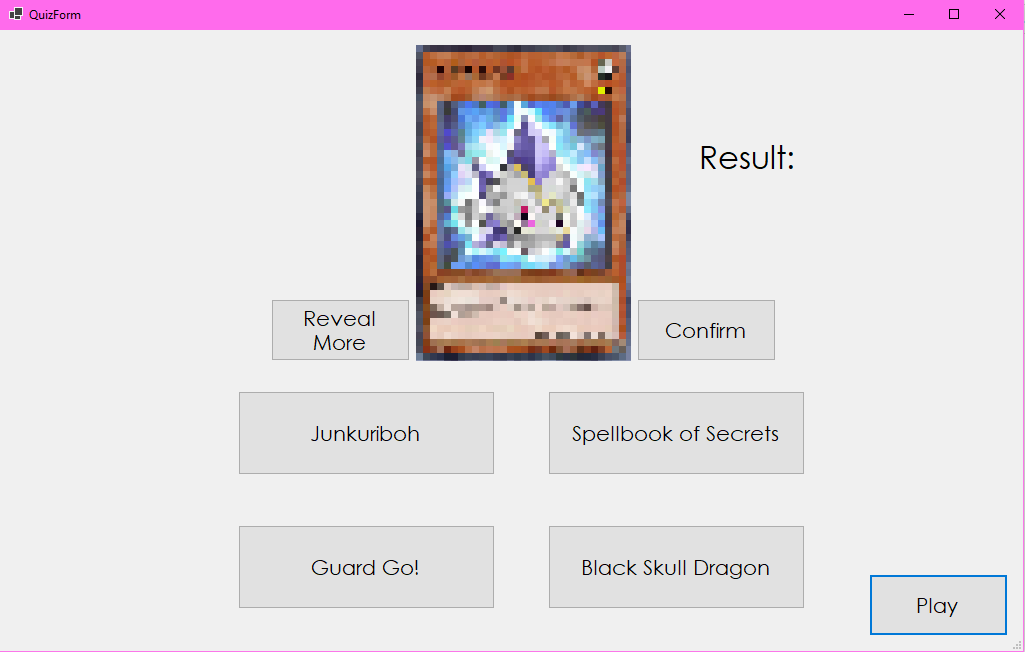 QuizForm
Result:
Reveal
More
Confirm
Junkuriboh
Spellbook of Secrets
Guard Go!
Black Skull Dragon
Play